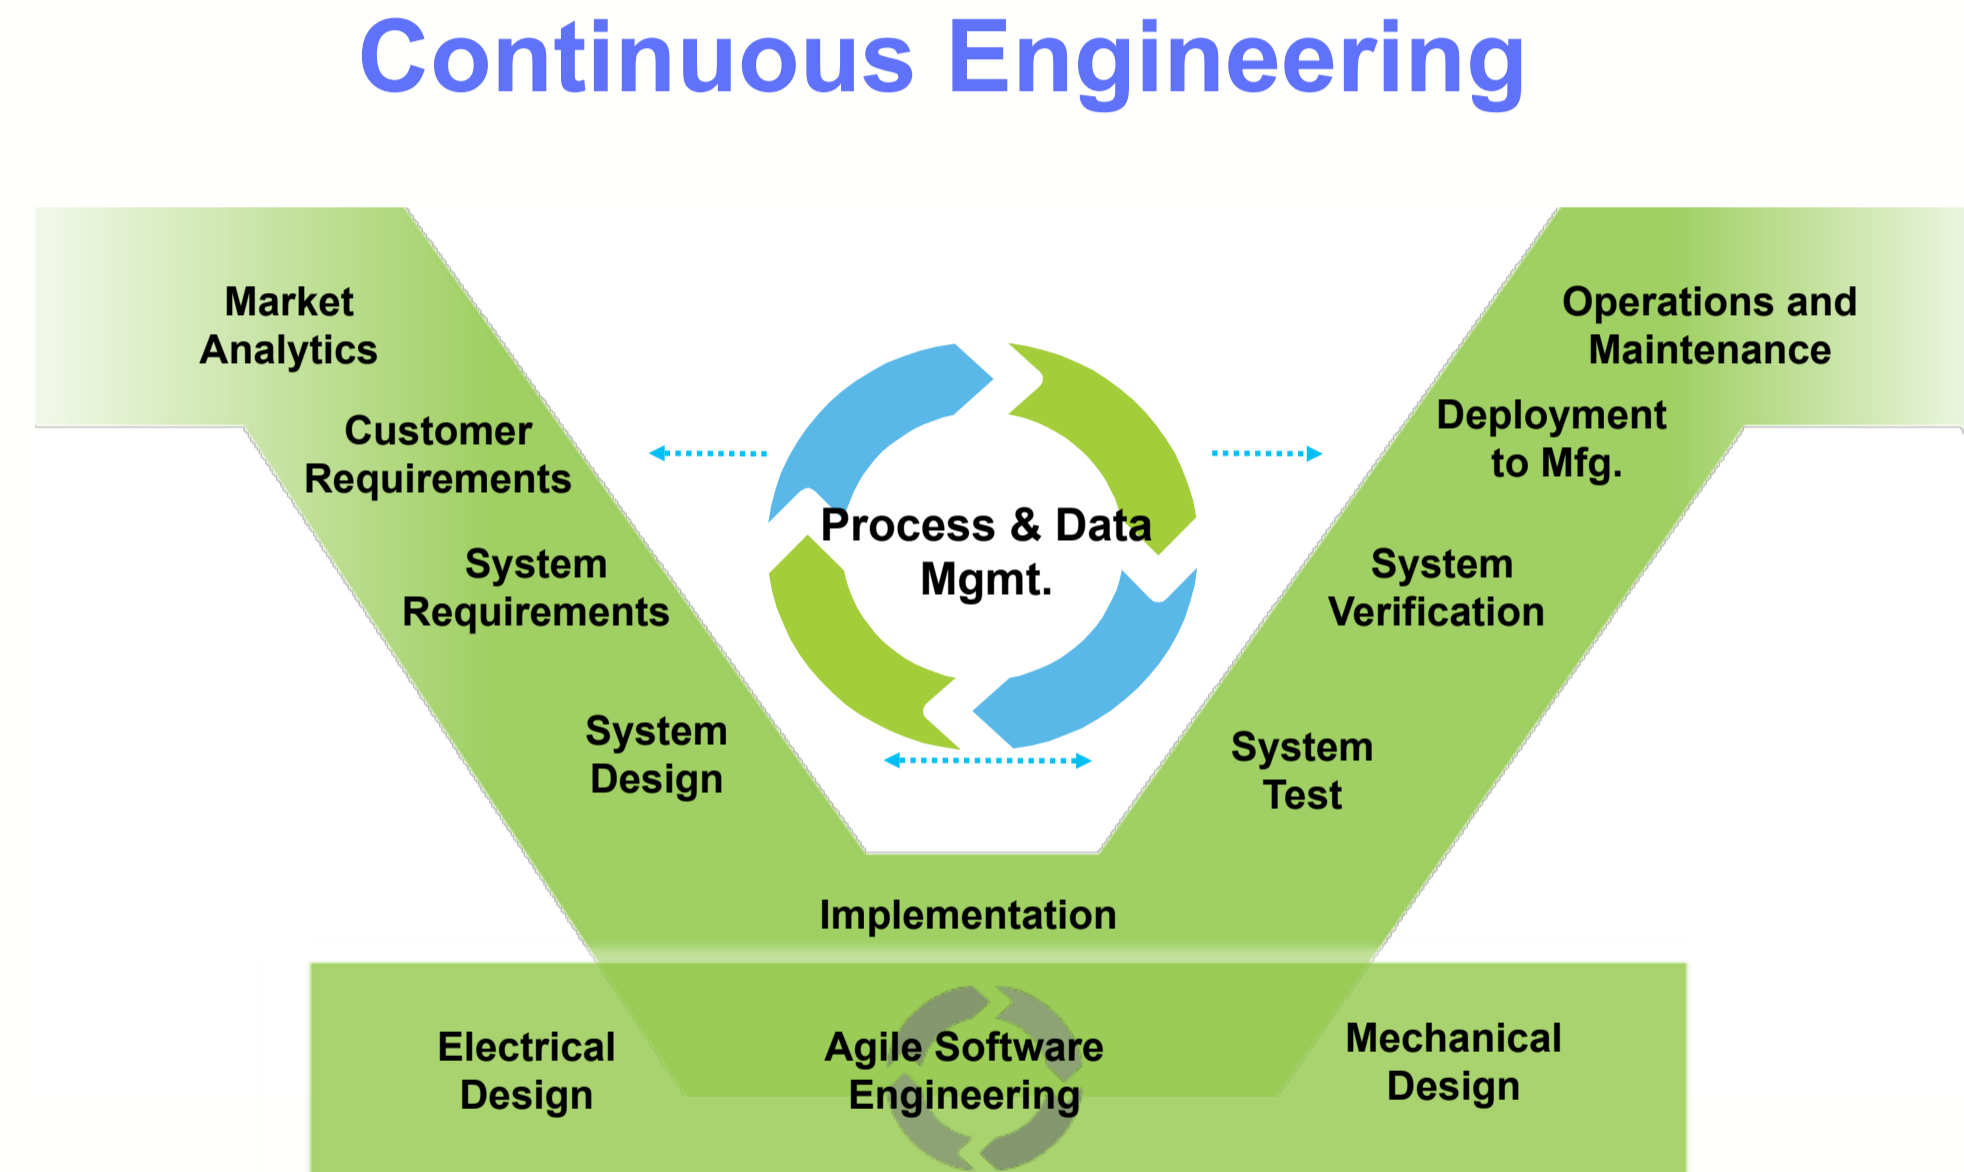 Continuous Engineering
Market
Analytics
Customer
Requirements
System
Requirements
System
Design
Process & Data
Mgmt.
Operations and
Maintenance
Deployment
to Mfg.
System
Verification
System
Test
Implementation
Electrical
Design
Agile Software
Engineering
Mechanical
Design